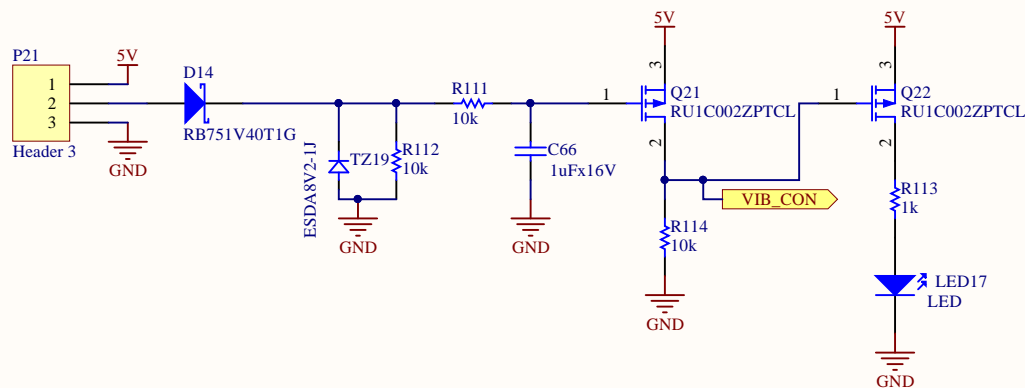 P21
1
2
3
Header 3
5V
GND
D14
RB751V40T1G
ESDA8V2-1J
TZ19
R112
10k
GND
R111
10k
C66
1uFx16V
GND
5V
3
1
Q21
RU1C002ZPTCL
2
VIB_CON
R114
10k
GND
5V
3
1
Q22
RU1C002ZPTCL
2
R113
1k
LED17
LED
GND